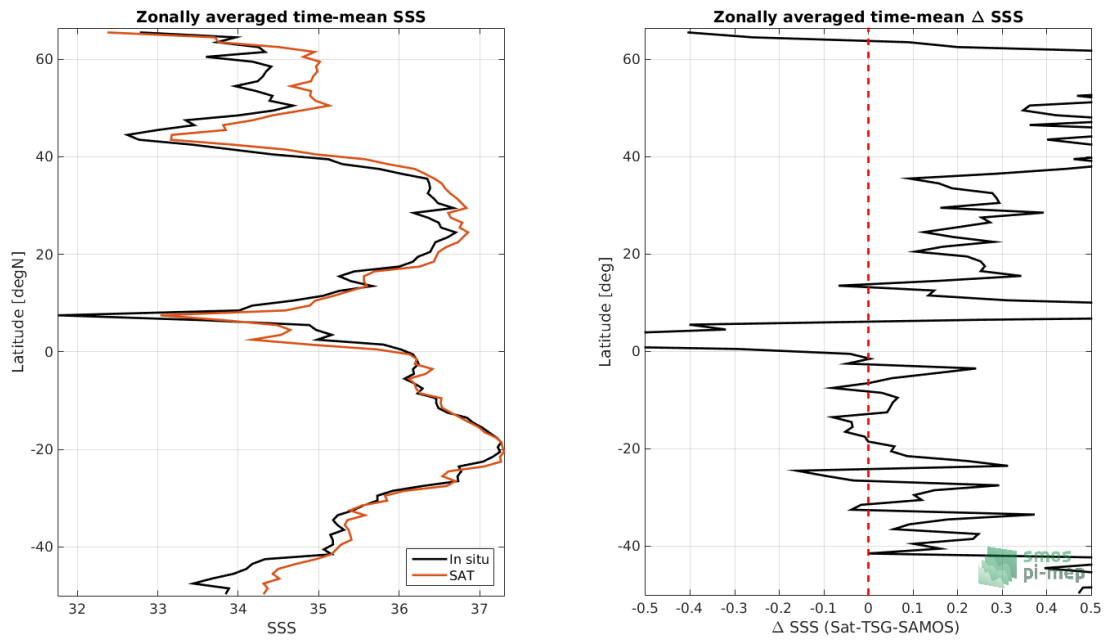 Zonally averaged time-mean SSS
60
40
20
0
-20
-40
Latitude [degN]
32 33 34 35 36 37
SSS
In situ
SAT
Zonally averaged time-mean Δ SSS
60
40
20
0
-20
-40
Latitude [deg]
-0.5 -0.4 -0.3 -0.2 -0.1 0 0.1 0.2 0.3 0.4 0.5
Δ SSS (Sat-TSG-SAMOS)
smos
pi-mep